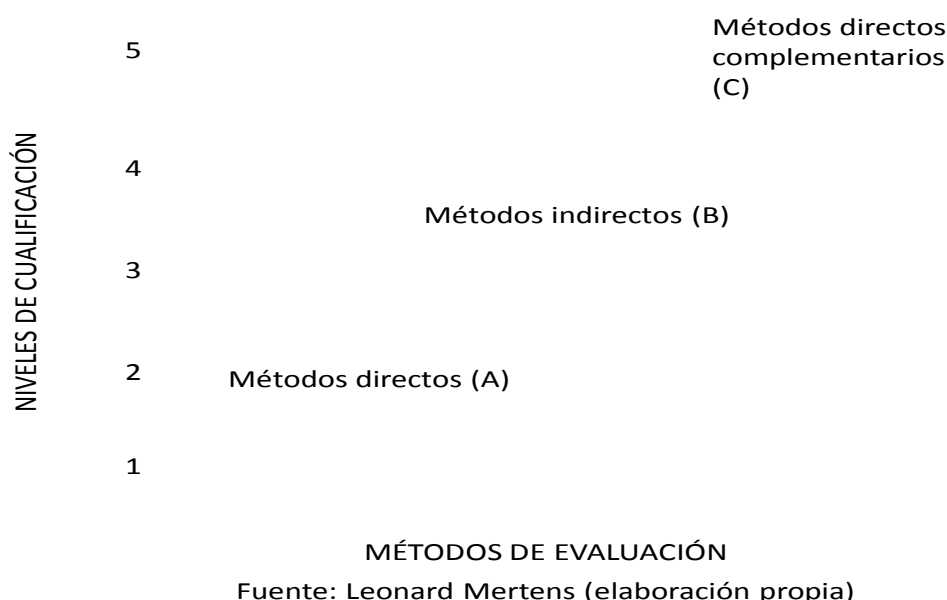 Métodos directos
complementarios
(C)
5
4
Métodos indirectos (B)
3
2
Métodos directos (A)
1
NIVELES DE CUALIFICACIÓN
MÉTODOS DE EVALUACIÓN
Fuente: Leonard Mertens (elaboración propia)